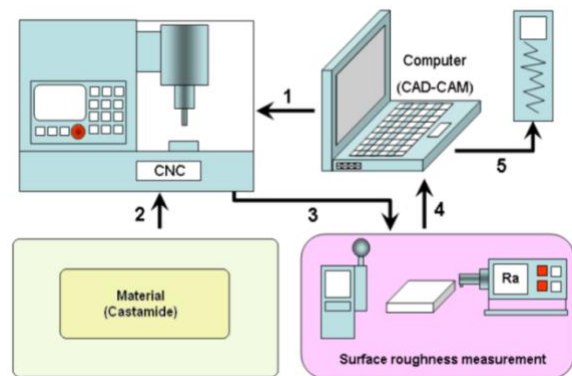 Computer
(CAD-CAM)
1
5
CNC
2
3
4
Material
(Castamide)
Ra
Surface roughness measurement